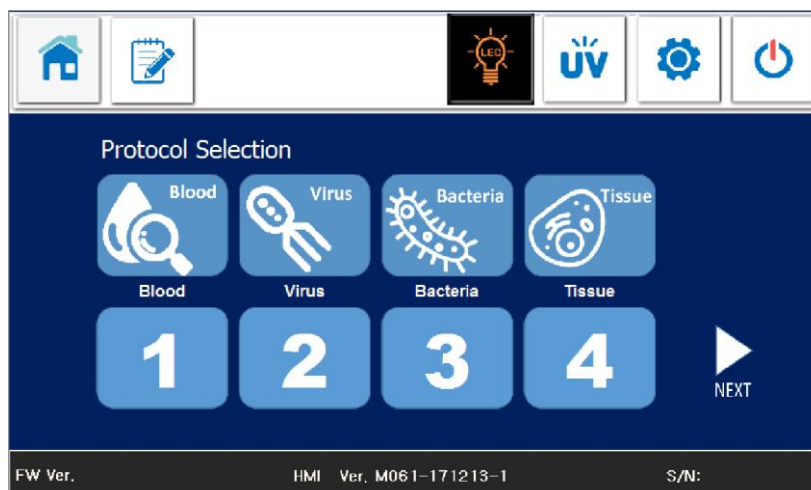 LED
UV
Protocol Selection
Blood Virus Bacteria Tissue
Blood Virus Bacteria Tissue
1 2 3 4
NEXT
FW Ver. HMI Ver. M061-171213-1 S/N: